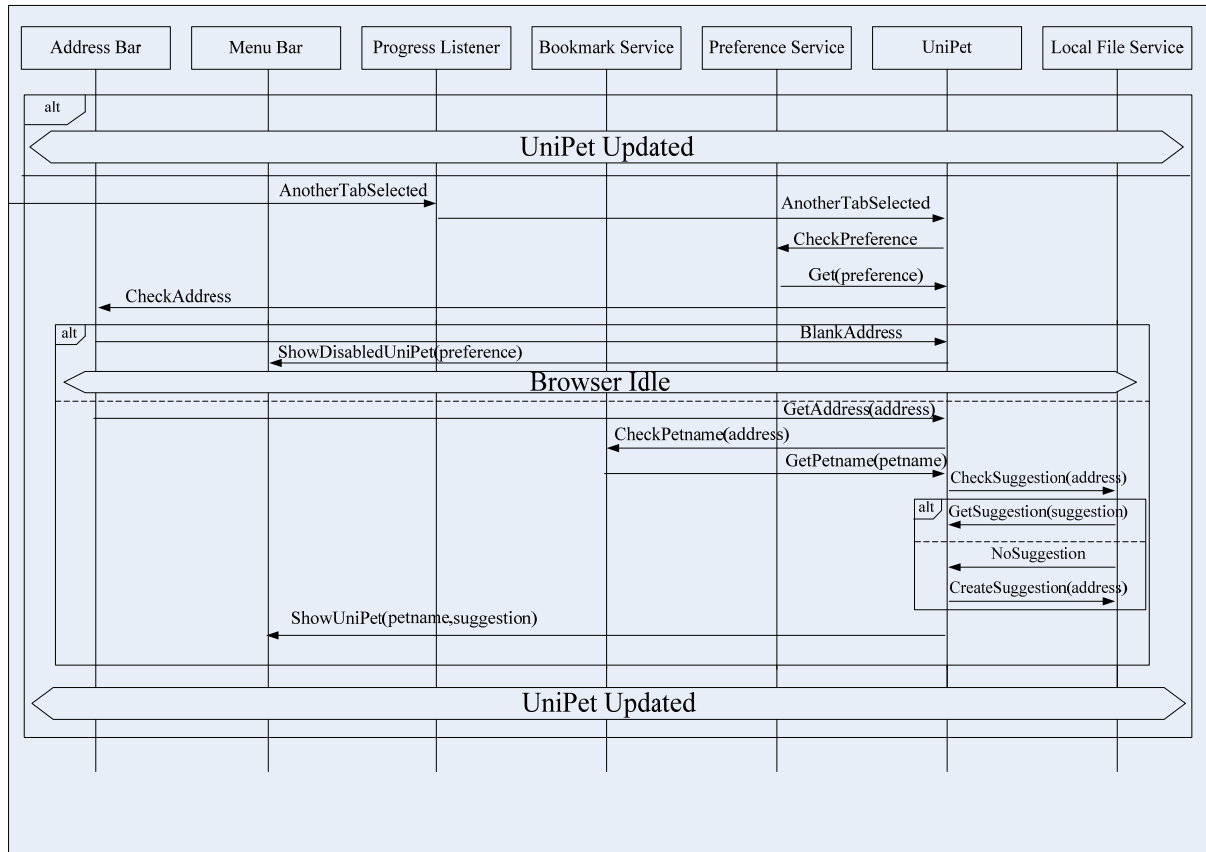 Address Bar
Menu Bar
Progress Listener
Bookmark Service
Preference Service
UniPet
Local File Service
alt
UniPet Updated
AnotherTabSelected
AnotherTabSelected
CheckPreference
Get(preference)
CheckAddress
alt
BlankAddress
ShowDisabledUniPet(preference)
Browser Idle
GetAddress(address)
CheckPetname(address)
GetPetname(petname)
CheckSuggestion(address)
alt
GetSuggestion(suggestion)
NoSuggestion
CreateSuggestion(address)
ShowUniPet(petname,suggestion)
UniPet Updated